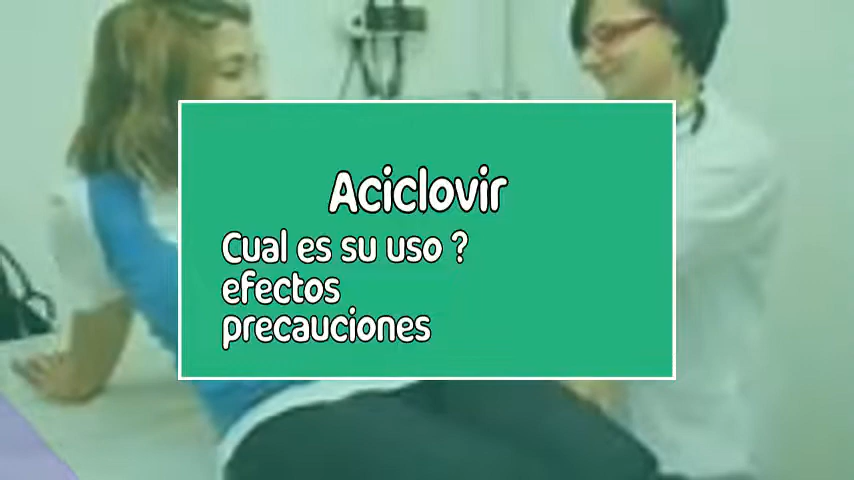 Aciclovir
Cual es su uso ?
efectos
precauciones